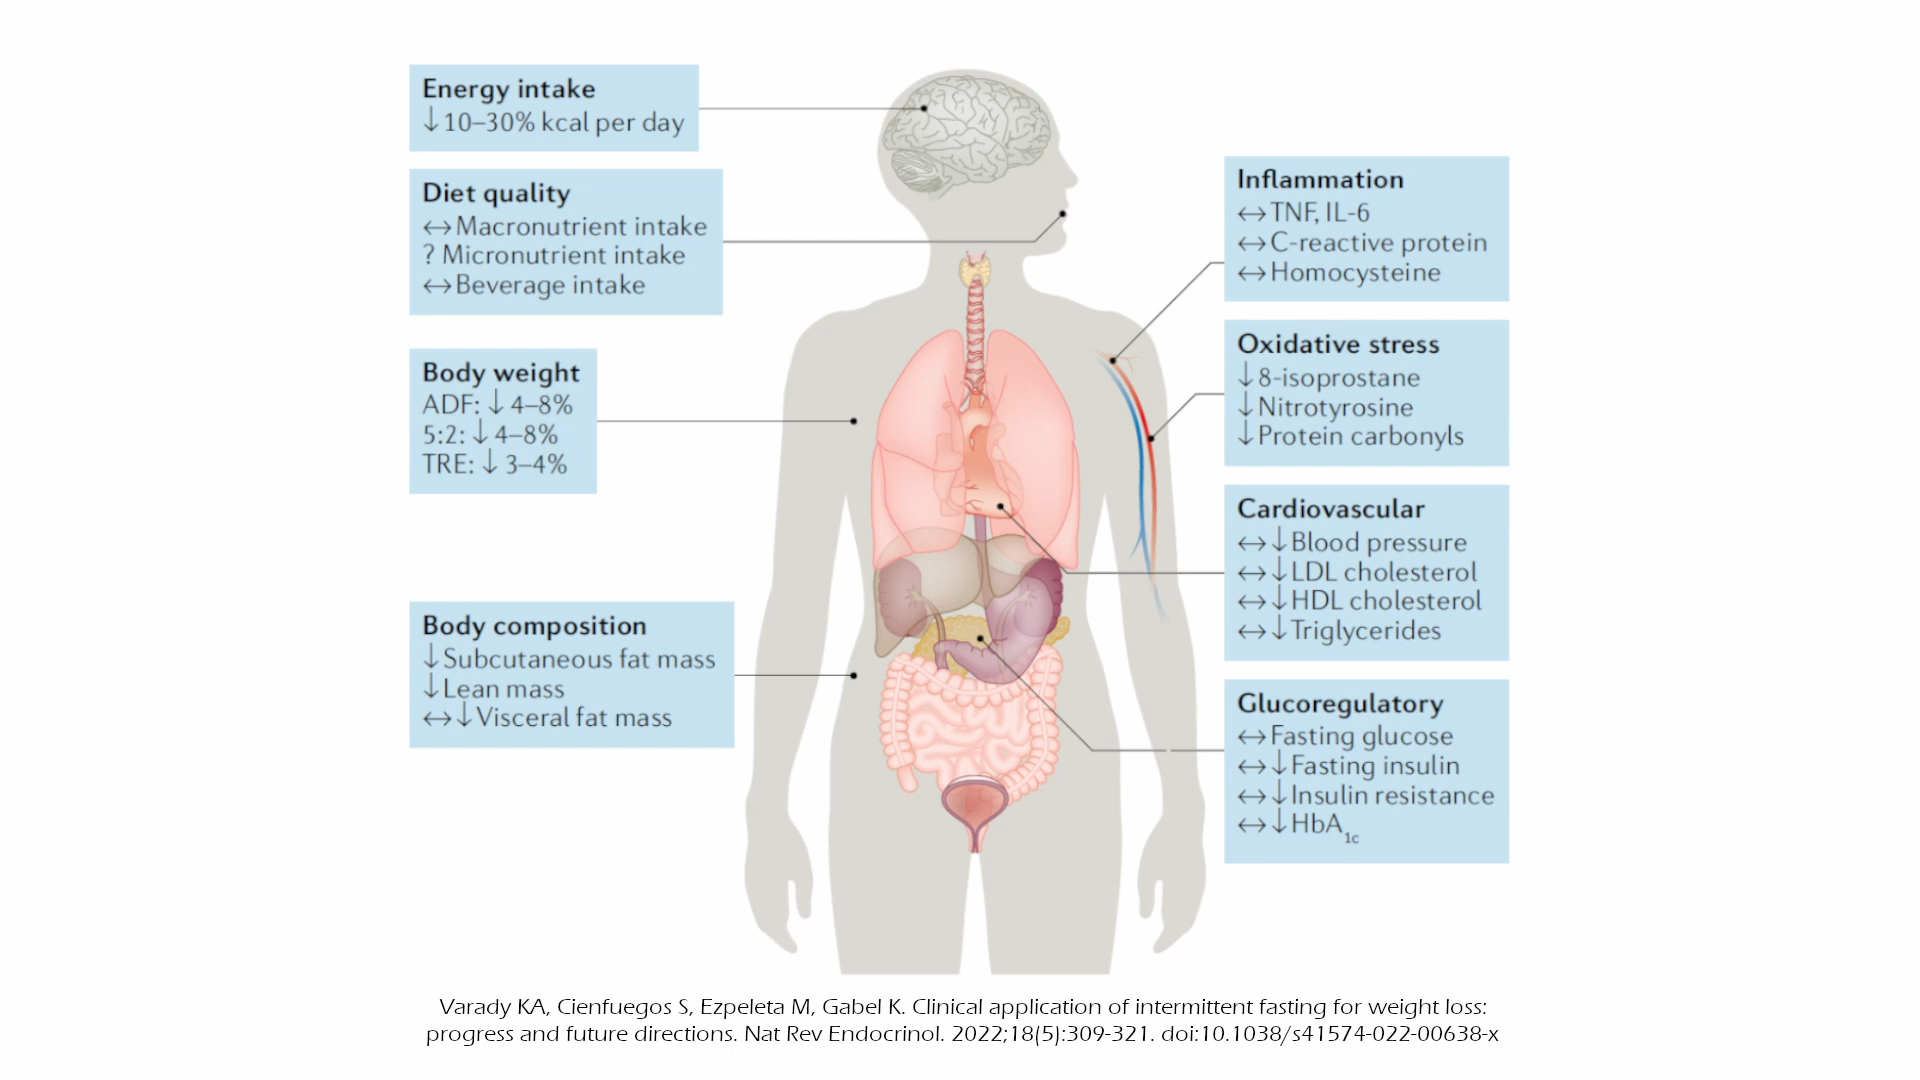 Energy intake
↓10–30% kcal per day
Diet quality
↔Macronutrient intake
? Micronutrient intake
↔Beverage intake
Body weight
ADF: ↓ 4–8%
5:2: ↓ 4–8%
TRE: ↓ 3–4%
Body composition
↓Subcutaneous fat mass
↓Lean mass
↔↓Visceral fat mass
Inflammation
↔TNF, IL-6
↔C-reactive protein
↔Homocysteine
Oxidative stress
↓8-isoprostane
↓Nitrotyrosine
↓Protein carbonyls
Cardiovascular
↔↓Blood pressure
↔↓LDL cholesterol
↔↓HDL cholesterol
↔↓Triglycerides
Glucoregulatory
↔Fasting glucose
↔↓Fasting insulin
↔↓Insulin resistance
↔↓HbA1c
Varady KA, Cienfuegos S, Ezpeleta M, Gabel K. Clinical application of intermittent fasting for weight loss:
progress and future directions. Nat Rev Endocrinol. 2022;18(5):309-321. doi:10.1038/s41574-022-00638-x